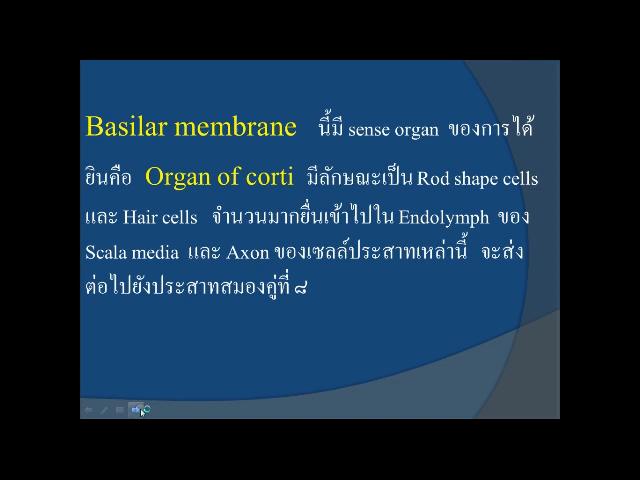 Basilar membrane นี้มี sense organ ของการได้
ยินคือ Organ of corti มีลักษณะเป็น Rod shape cells
และ Hair cells จำนวนมากยื่นเข้าไปใน Endolymph ของ
Scala media และ Axon ของเซลล์ประสาทเหล่านี้ จะส่ง
ต่อไปยังประสาทสมองคู่ที่ ๘